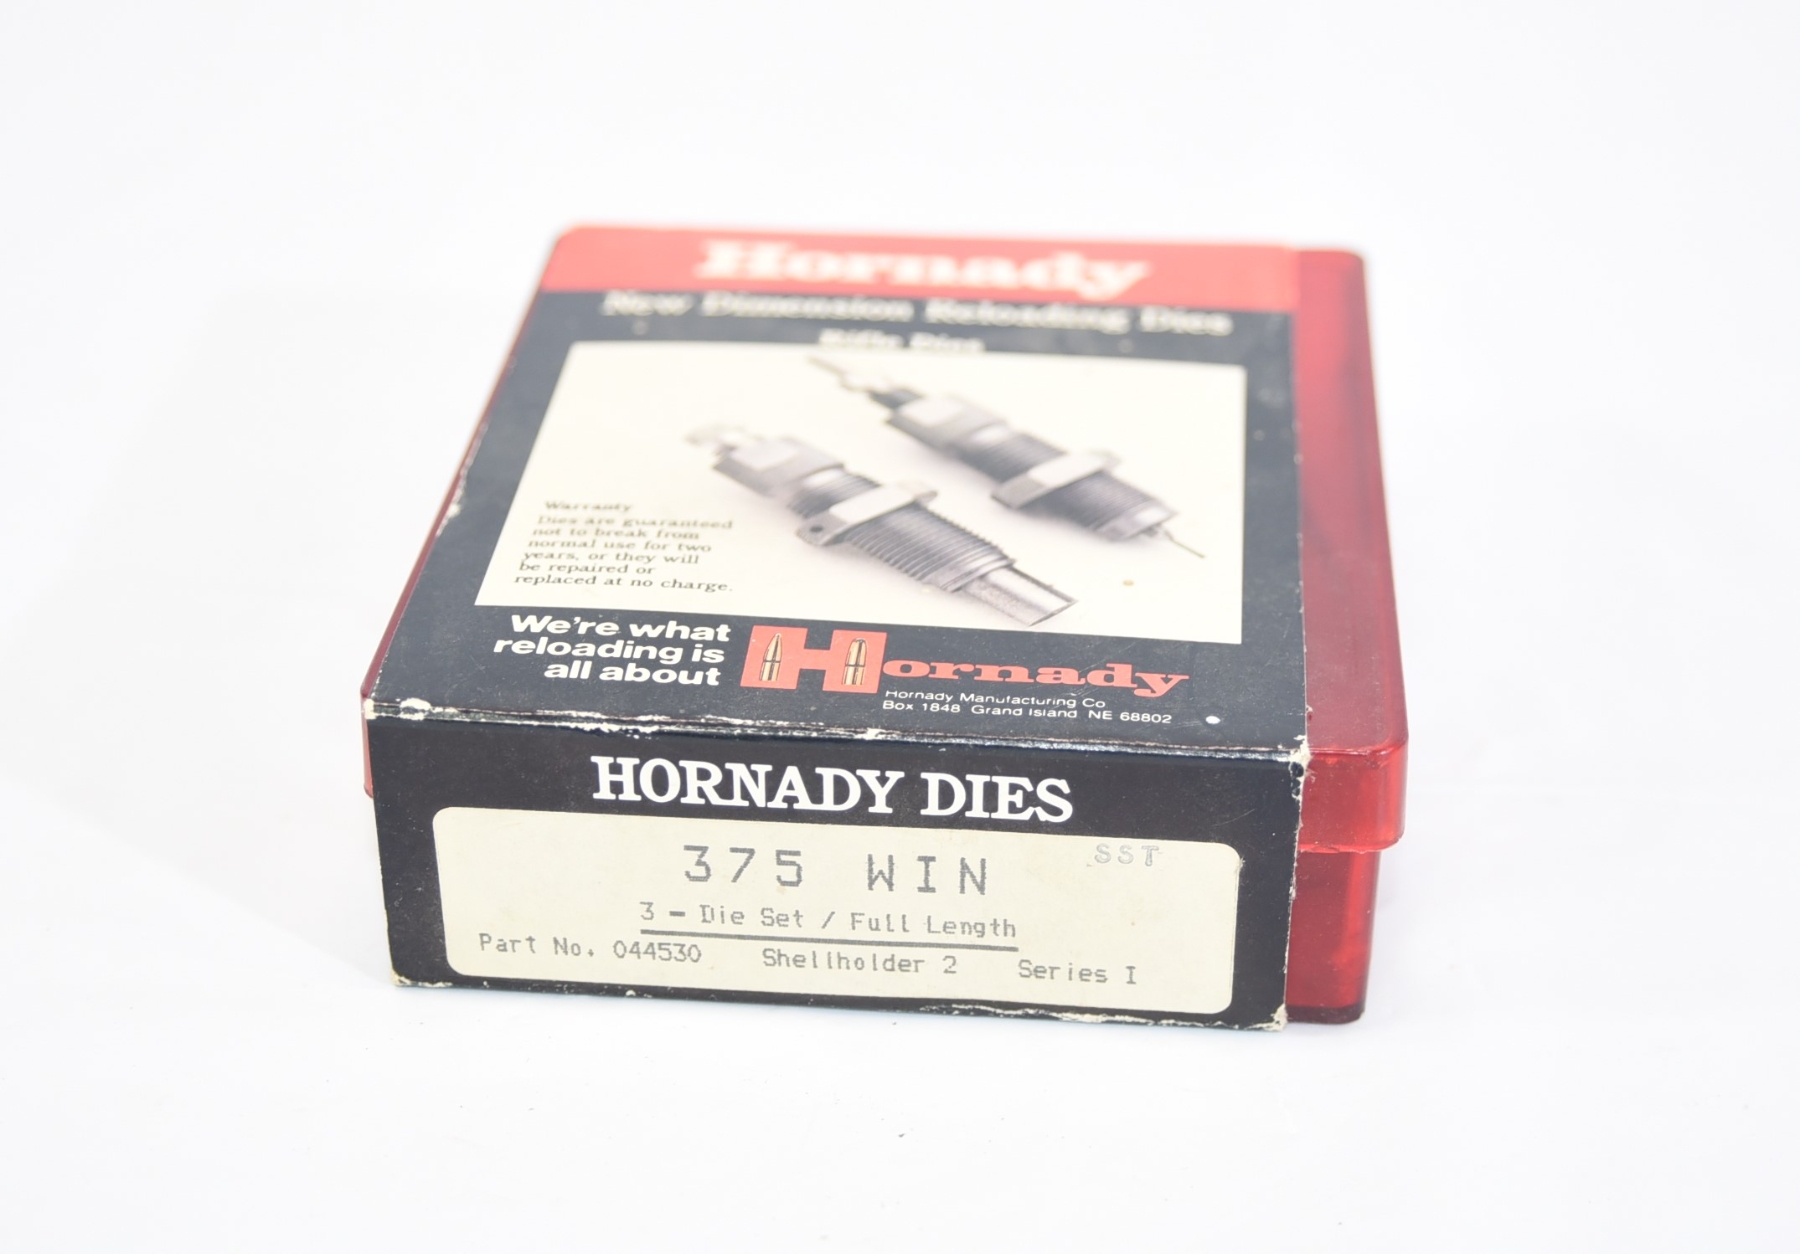 Hornady
New Dimension Reloading Dies
Rifle Dies
Warranty
Dies are guaranteed
not to break from
normal use for two
years, or they will
be repaired or
replaced at no charge.
We're what
reloading is
all about
Hornady
Hornady Manufacturing Co
Box 1848 Grand Island NE 68802
HORNADY DIES
375 WIN
SST
3 - Die Set / Full Length
Part No. 044530 Shellholder 2 Series I